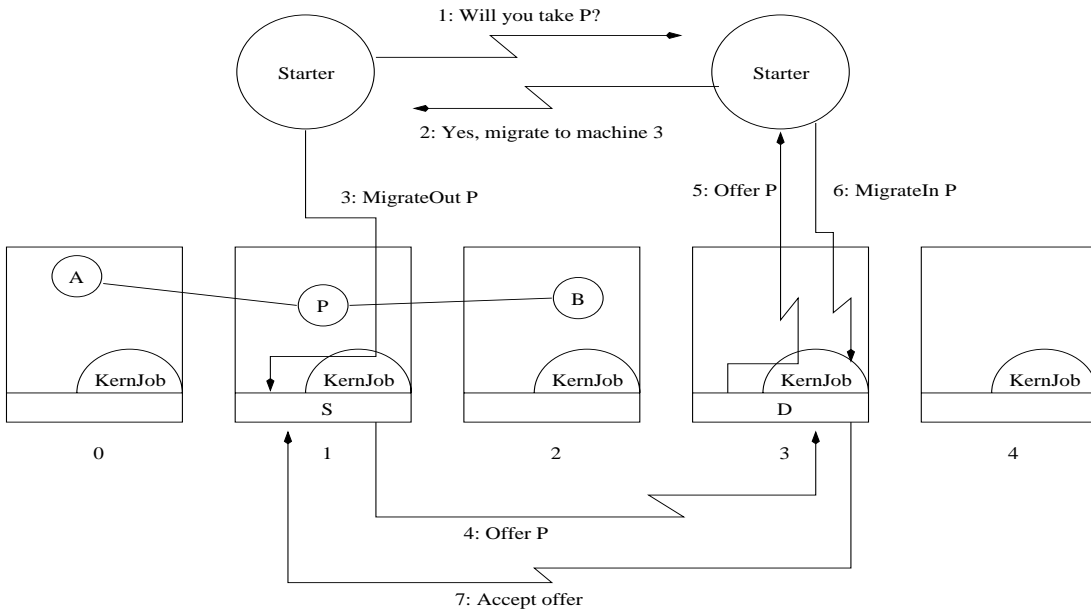 1: Will you take P?
Starter
Starter
2: Yes, migrate to machine 3
3: MigrateOut P
5: Offer P
6: MigrateIn P
A
P
B
KernJob
KernJob
KernJob
KernJob
KernJob
S
D
0
1
2
3
4
4: Offer P
7: Accept offer